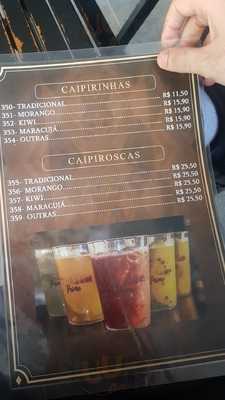 CAIPIRINHAS
350- TRADICIONAL R$ 11,50
351- MORANGO R$ 15,90
352- KIWI R$ 15,90
353- MARACUJÁ R$ 15,90
354- OUTRAS R$ 15,90
CAIPIROSCAS
355- TRADICIONAL R$ 25,50
356- MORANGO R$ 25,50
357- KIWI R$ 25,50
358- MARACUJÁ R$ 25,50
359- OUTRAS R$ 25,50